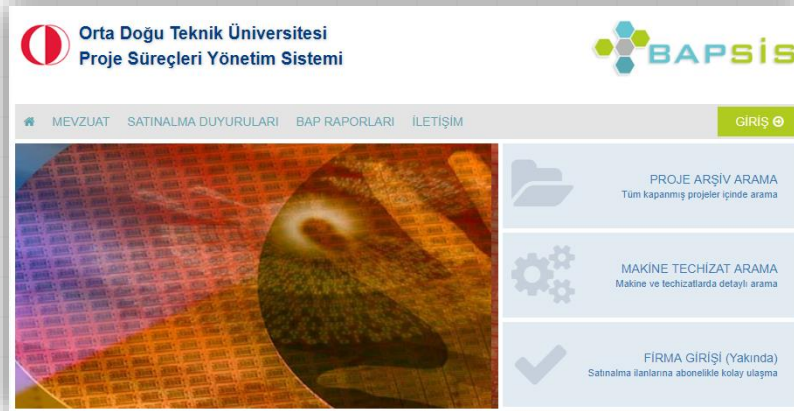 Orta Doğu Teknik Üniversitesi
Proje Süreçleri Yönetim Sistemi
BAPSİS
MEVZUAT SATINALMA DUYURULARI BAP RAPORLARI İLETİŞİM
GİRİŞ
PROJE ARŞİV ARAMA
Tüm kapanmış projeler içinde arama
MAKİNE TECHİZAT ARAMA
Makine ve techizatlarda detaylı arama
FİRMA GİRİŞİ (Yakında)
Satınalma ilanlarına abonelikle kolay ulaşma